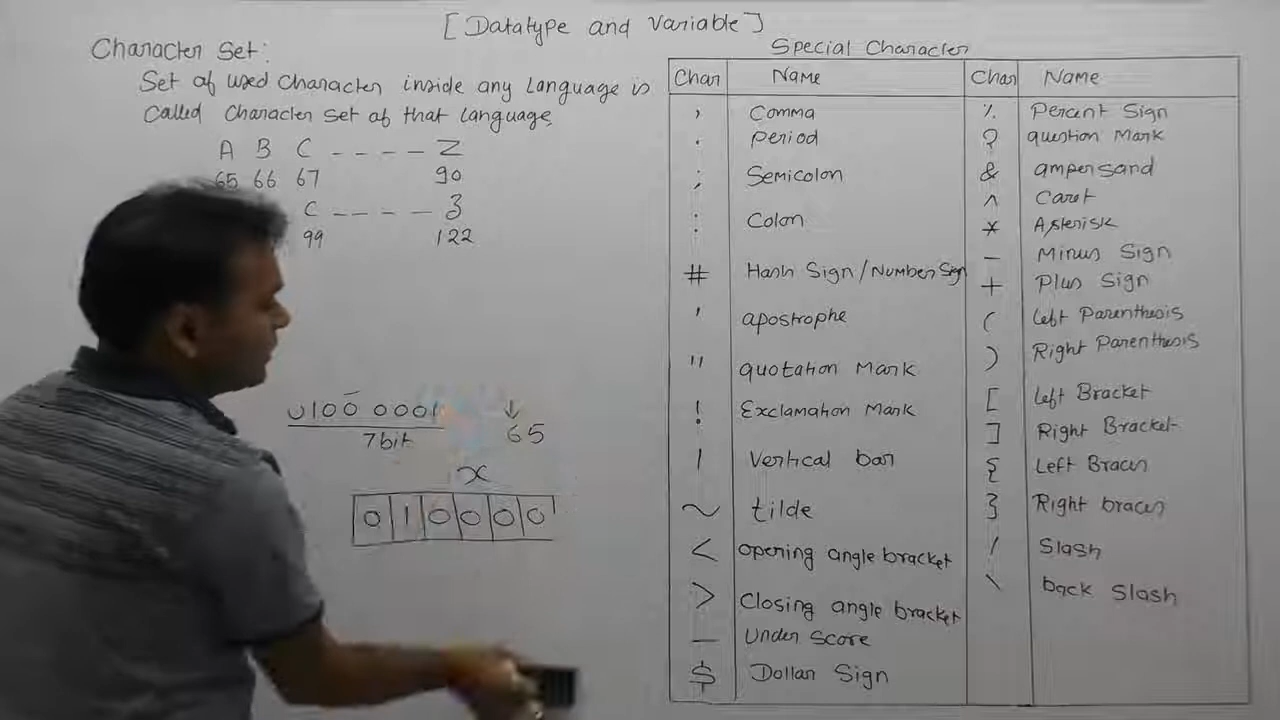 [Datatype and Variable]
Character Set:
Set of used Character inside any Language is
Called Character set of that language.
A B C ---- Z
65 66 67 90
C ---- z
99 122
0100 0001
7bit
↓
65
x
0 1 0 0 0 0
Special Character
Char Name Char Name
, Comma % Percent Sign
. Period ? question Mark
; Semicolon & ampersand
: Colon ^ Caret
# Hash Sign/Number Sign * Asterisk
' apostrophe - Minus Sign
" quotation Mark + Plus Sign
! Exclamation Mark ( Left Parenthesis
| Vertical bar ) Right Parenthesis
~ tilde [ Left Bracket
< opening angle bracket ] Right Bracket
> Closing angle bracket { Left Braces
_ Under Score } Right braces
$ Dollar Sign / Slash
\ back Slash